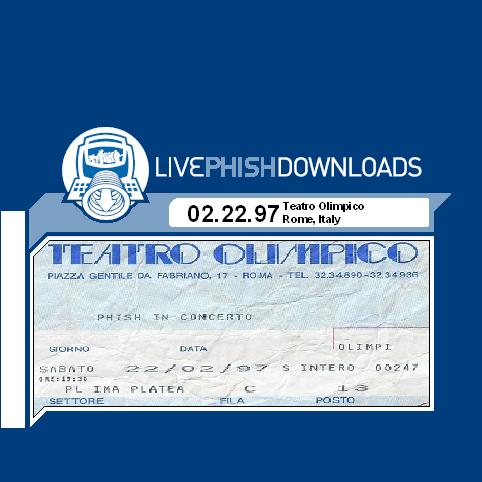 LIVEPHISHDOWNLOADS
02.22.97 Teatro Olimpico
Rome, Italy
TEATRO OLIMPICO
PIAZZA GENTILE DA FABRIANO, 17 - ROMA - TEL. 32.34.890-32.34.936
PHISH IN CONCERTO
GIORNO DATA OLIMPI
SABATO 22/02/97 S INTERO 00247
ORE:19:30
PL IMA PLATEA C 13
SETTORE FILA POSTO